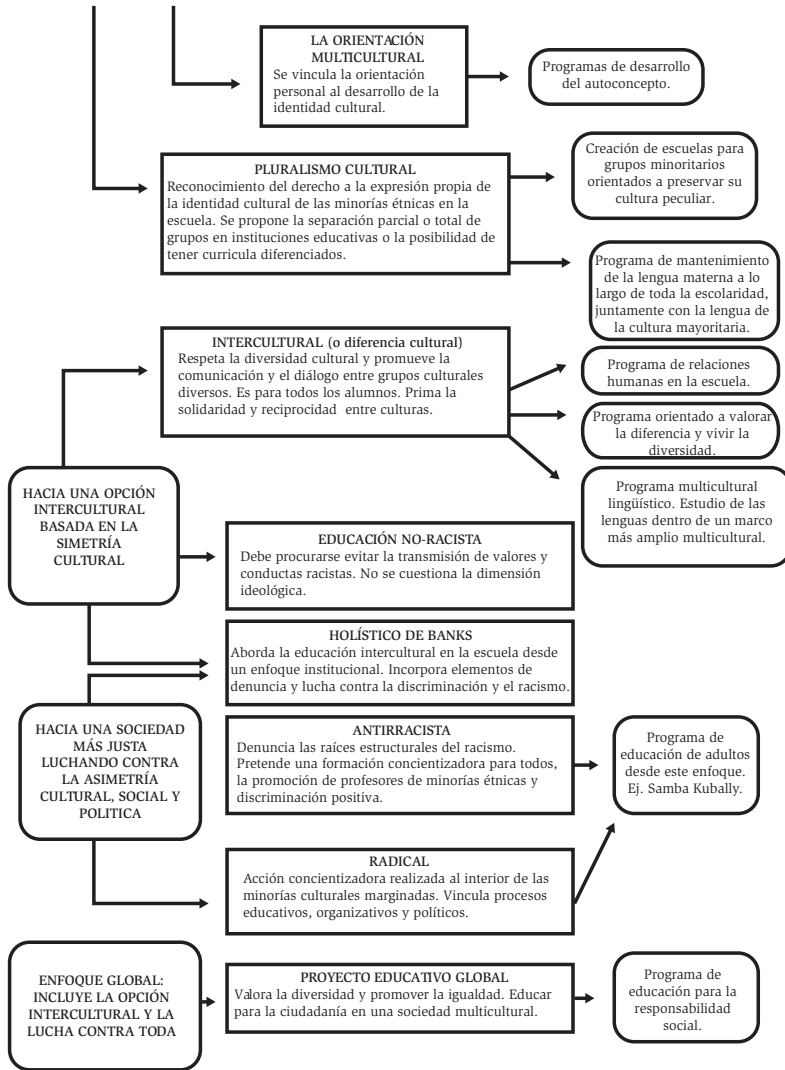 LA ORIENTACIÓN
MULTICULTURAL
Se vincula la orientación
personal al desarrollo de la
identidad cultural.
Programas de desarrollo
del autoconcepto.
PLURALISMO CULTURAL
Reconocimiento del derecho a la expresión propia de
la identidad cultural de las minorías étnicas en la
escuela. Se propone la separación parcial o total de
grupos en instituciones educativas o la posibilidad de
tener curricula diferenciados.
Creación de escuelas para
grupos minoritarios
orientados a preservar su
cultura peculiar.
Programa de mantenimiento
de la lengua materna a lo
largo de toda la escolaridad,
juntamente con la lengua de
la cultura mayoritaria.
INTERCULTURAL (o diferencia cultural)
Respeta la diversidad cultural y promueve la
comunicación y el diálogo entre grupos culturales
diversos. Es para todos los alumnos. Prima la
solidaridad y reciprocidad entre culturas.
Programa de relaciones
humanas en la escuela.
Programa orientado a valorar
la diferencia y vivir la
diversidad.
Programa multicultural
lingüístico. Estudio de las
lenguas dentro de un marco
más amplio multicultural.
HACIA UNA OPCIÓN
INTERCULTURAL
BASADA EN LA
SIMETRÍA
CULTURAL
EDUCACIÓN NO-RACISTA
Debe procurarse evitar la transmisión de valores y
conductas racistas. No se cuestiona la dimensión
ideológica.
HOLÍSTICO DE BANKS
Aborda la educación intercultural en la escuela desde
un enfoque institucional. Incorpora elementos de
denuncia y lucha contra la discriminación y el racismo.
HACIA UNA SOCIEDAD
MÁS JUSTA
LUCHANDO CONTRA
LA ASIMETRÍA
CULTURAL, SOCIAL Y
POLITICA
ANTIRRACISTA
Denuncia las raíces estructurales del racismo.
Pretende una formación concientizadora para todos,
la promoción de profesores de minorías étnicas y
discriminación positiva.
Programa de
educación de adultos
desde este enfoque.
Ej. Samba Kubally.
RADICAL
Acción concientizadora realizada al interior de las
minorías culturales marginadas. Vincula procesos
educativos, organizativos y políticos.
ENFOQUE GLOBAL:
INCLUYE LA OPCIÓN
INTERCULTURAL Y LA
LUCHA CONTRA TODA
PROYECTO EDUCATIVO GLOBAL
Valora la diversidad y promover la igualdad. Educar
para la ciudadanía en una sociedad multicultural.
Programa de
educación para la
responsabilidad
social.